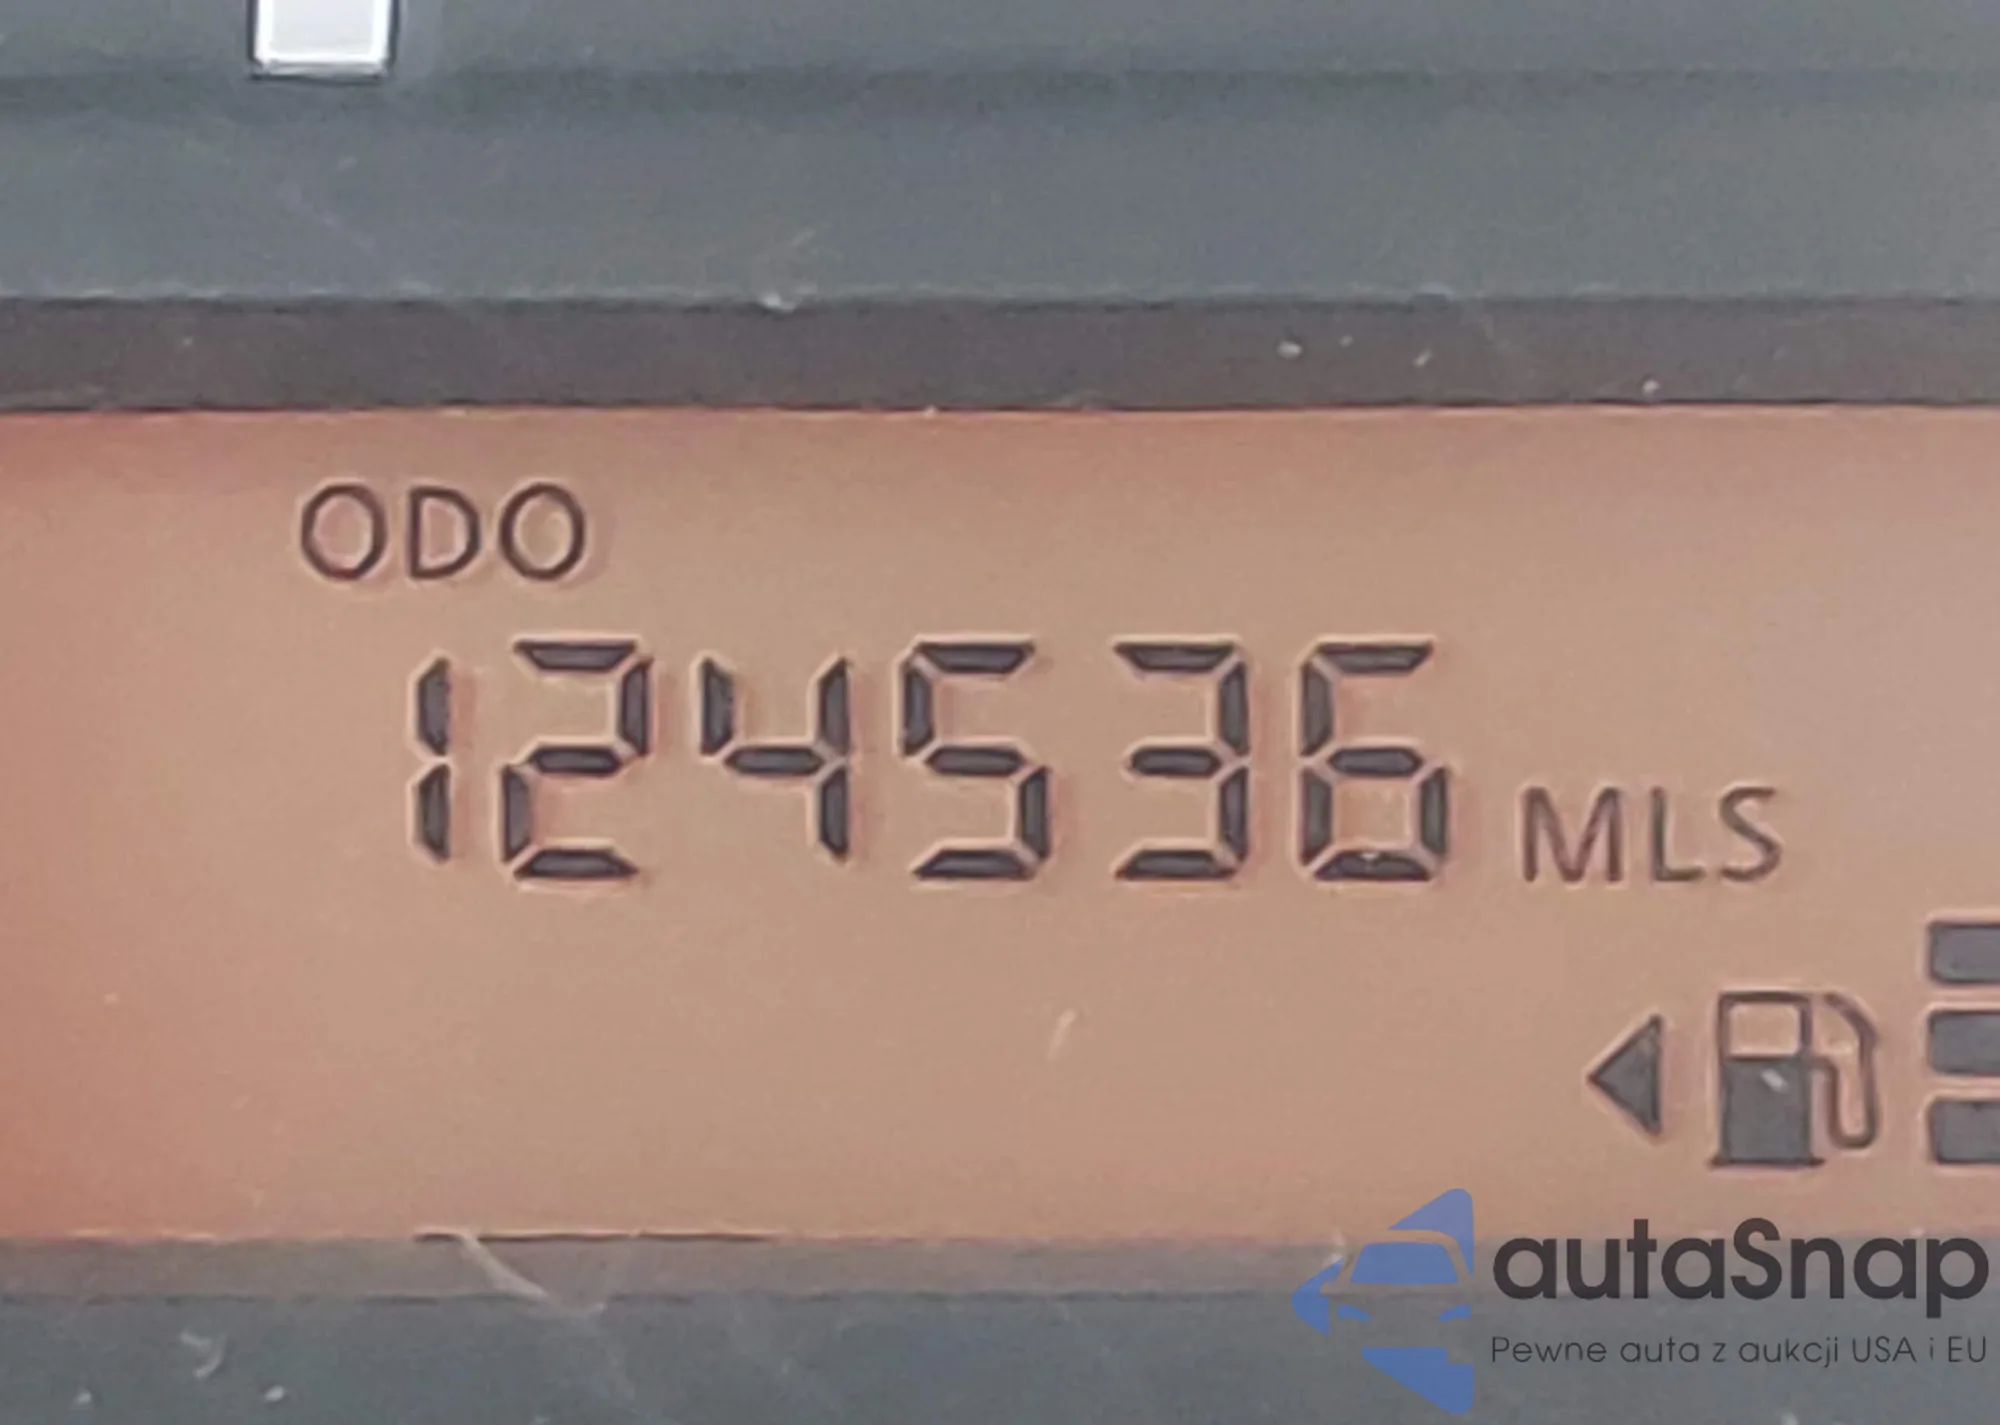 ODO
124536 MLS
autaSnap
Pewne auta z aukcji USA i EU